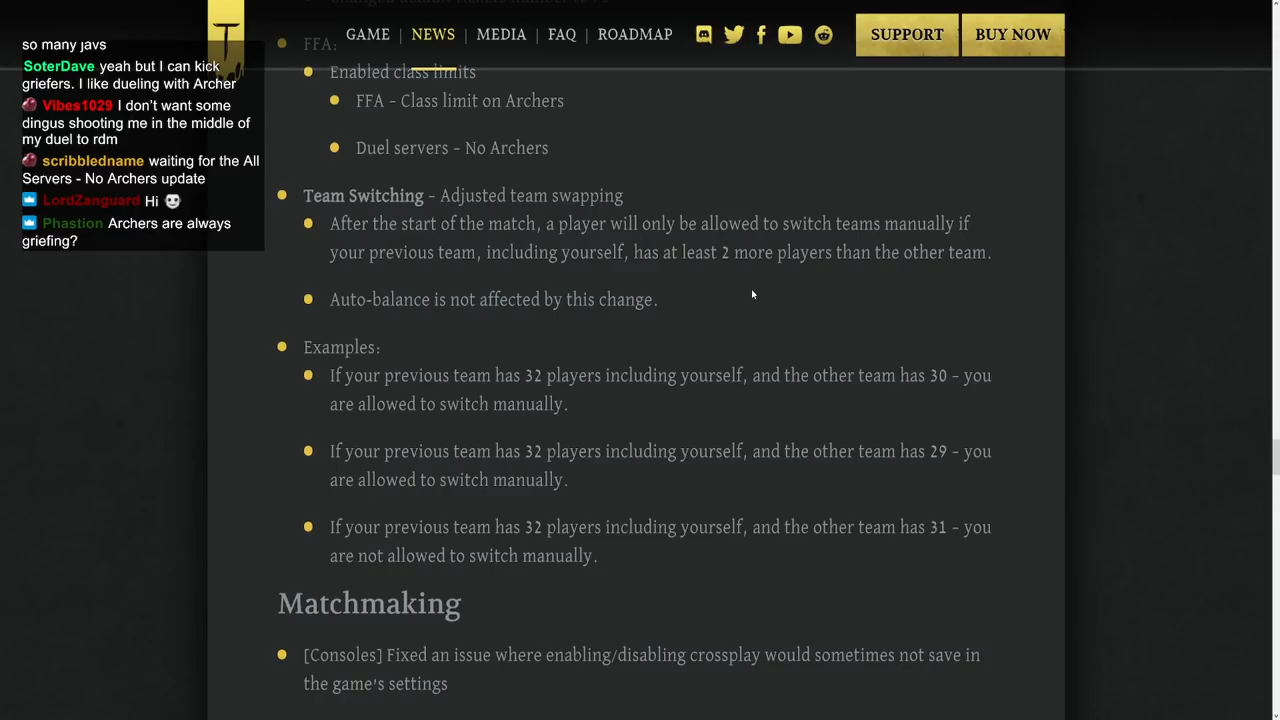 GAME | NEWS | MEDIA | FAQ | ROADMAP
SUPPORT
BUY NOW
so many javs
SoterDave yeah but I can kick
griefers. I like dueling with Archer
Vibes1029 I don't want some
dingus shooting me in the middle of
my duel to rdm
scribbledname waiting for the All
Servers - No Archers update
LordZanguard Hi
Phastion Archers are always
griefing?
FFA:
Enabled class limits
FFA – Class limit on Archers
Duel servers – No Archers
Team Switching – Adjusted team swapping
After the start of the match, a player will only be allowed to switch teams manually if
your previous team, including yourself, has at least 2 more players than the other team.
Auto-balance is not affected by this change.
Examples:
If your previous team has 32 players including yourself, and the other team has 30 – you
are allowed to switch manually.
If your previous team has 32 players including yourself, and the other team has 29 – you
are allowed to switch manually.
If your previous team has 32 players including yourself, and the other team has 31 – you
are not allowed to switch manually.
Matchmaking
[Consoles] Fixed an issue where enabling/disabling crossplay would sometimes not save in
the game's settings